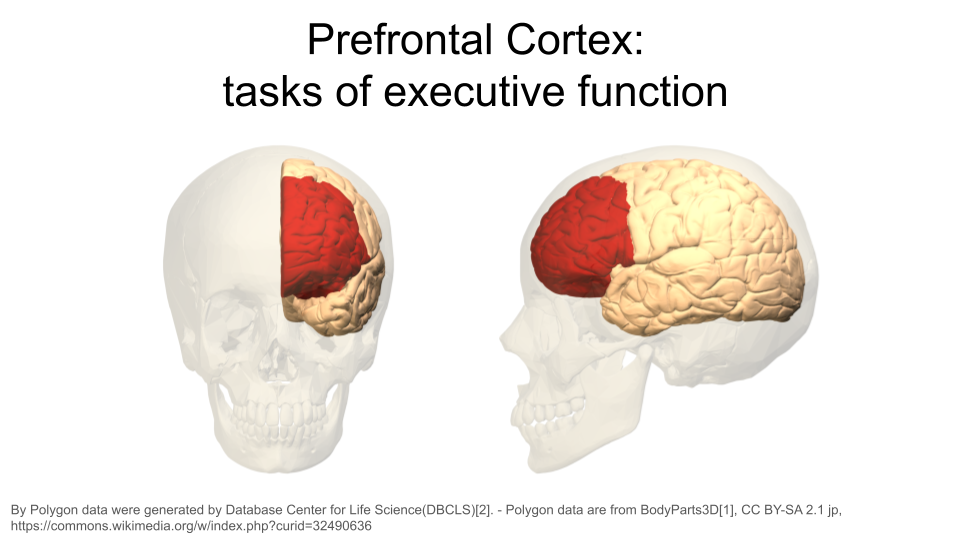 Prefrontal Cortex:
tasks of executive function
By Polygon data were generated by Database Center for Life Science(DBCLS)[2]. - Polygon data are from BodyParts3D[1], CC BY-SA 2.1 jp,
https://commons.wikimedia.org/w/index.php?curid=32490636